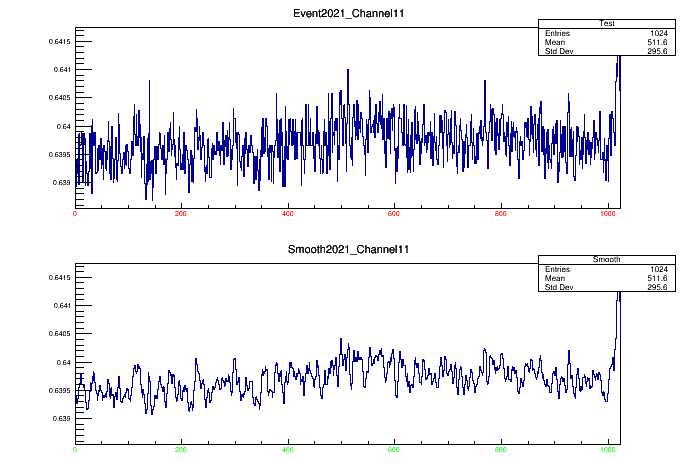 Event2021_Channel11
Test
Entries 1024
Mean 511.6
Std Dev 295.6
0.6415
0.641
0.6405
0.64
0.6395
0.639
0 200 400 600 800 1000
Smooth2021_Channel11
Smooth
Entries 1024
Mean 511.6
Std Dev 295.6
0.6415
0.641
0.6405
0.64
0.6395
0.639
0 200 400 600 800 1000